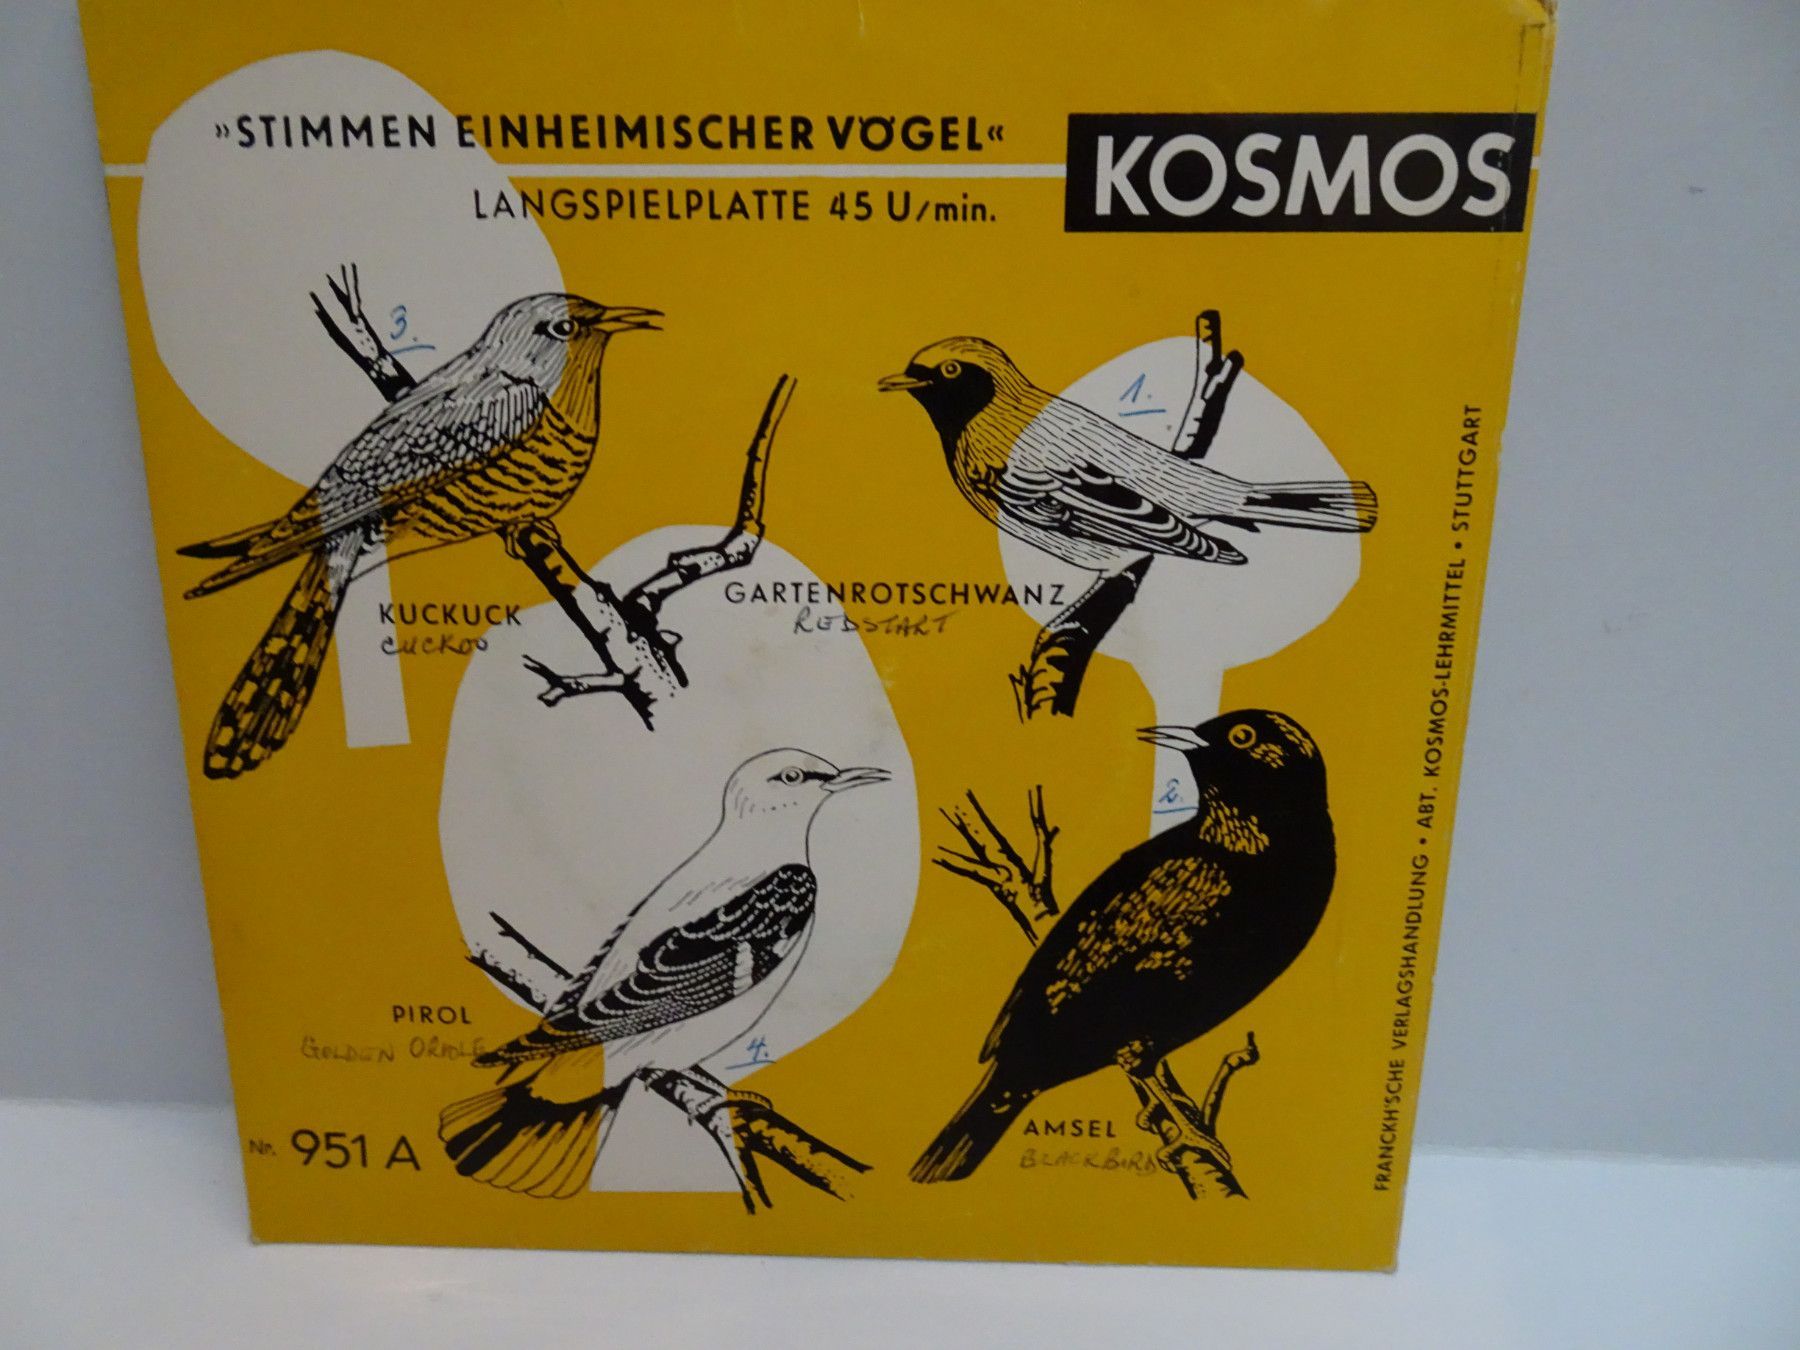 »STIMMEN EINHEIMISCHER VÖGEL«
KOSMOS
LANGSPIELPLATTE 45 U/min.
3.
1.
GARTENROTSCHWANZ
REDSTART
KUCKUCK
CUCKOO
2.
PIROL
GOLDEN ORIOLE
4.
AMSEL
BLACKBIRD
Nr. 951 A
FRANCKH'SCHE VERLAGSHANDLUNG • ABT. KOSMOS-LEHRMITTEL • STUTTGART